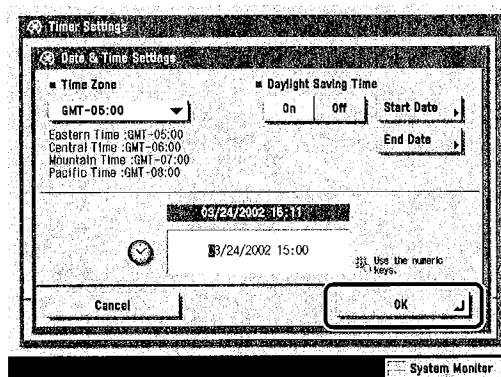 Timer Settings
Date & Time Settings
■ Time Zone
GMT-05:00
Eastern Time :GMT-05:00
Central Time :GMT-06:00
Mountain Time :GMT-07:00
Pacific Time :GMT-08:00
■ Daylight Saving Time
On Off Start Date
End Date
03/24/2002 15:11
03/24/2002 15:00
Use the numeric
keys.
Cancel OK
System Monitor